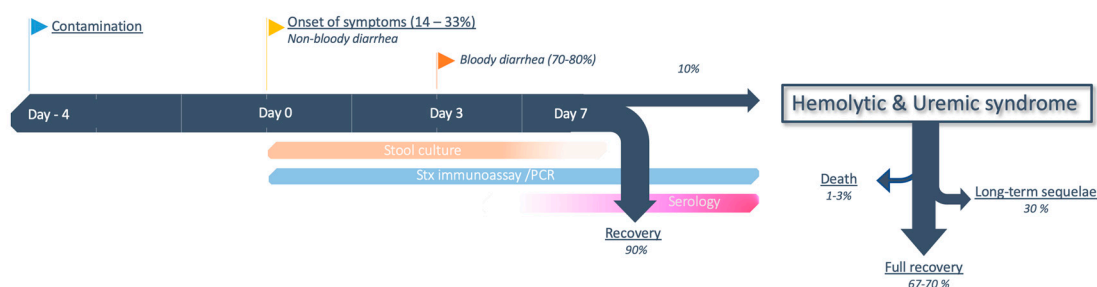 Contamination
Onset of symptoms (14 – 33%)
Non-bloody diarrhea
Bloody diarrhea (70-80%)
10%
Day - 4
Day 0
Day 3
Day 7
Hemolytic & Uremic syndrome
Stool culture
Stx immunoassay /PCR
Serology
Recovery
90%
Death
1-3%
Long-term sequelae
30 %
Full recovery
67-70 %